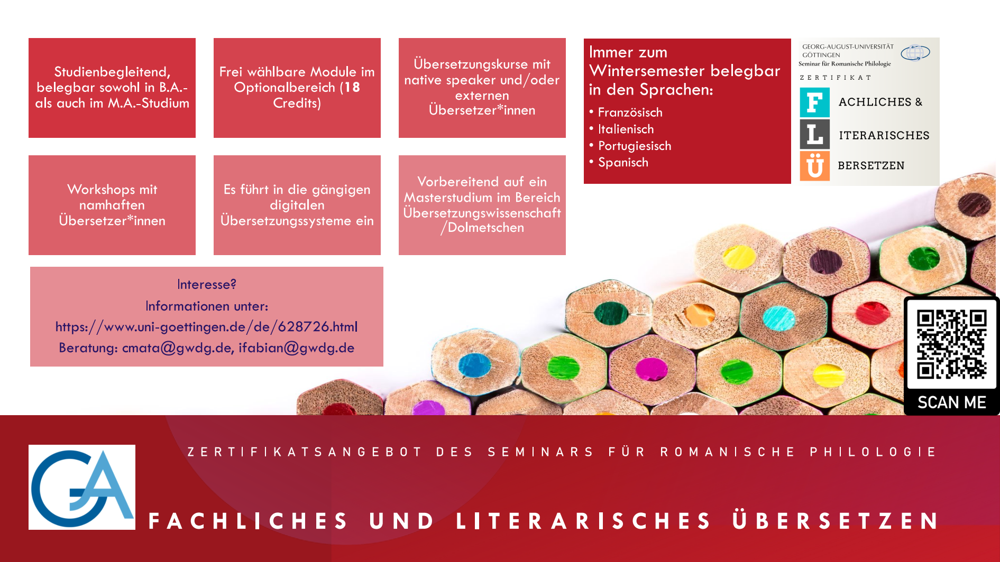 Studienbegleitend,
belegbar sowohl in B.A.-
als auch im M.A.-Studium
Frei wählbare Module im
Optionalbereich (18
Credits)
Übersetzungskurse mit
native speaker und/oder
externen
Übersetzer*innen
Workshops mit
namhaften
Übersetzer*innen
Es führt in die gängigen
digitalen
Übersetzungssysteme ein
Vorbereitend auf ein
Masterstudium im Bereich
Übersetzungswissenschaft
/Dolmetschen
Immer zum
Wintersemester belegbar
in den Sprachen:
• Französisch
• Italienisch
• Portugiesisch
• Spanisch
GEORG-AUGUST-UNIVERSITÄT
GÖTTINGEN
Seminar für Romanische Philologie
ZERTIFIKAT
FACHLICHES &
LITERARISCHES
ÜBERSETZEN
Interesse?
Informationen unter:
https://www.uni-goettingen.de/de/628726.html
Beratung: cmata@gwdg.de, ifabian@gwdg.de
SCAN ME
GA
ZERTIFIKATSANGEBOT DES SEMINARS FÜR ROMANISCHE PHILOLOGIE
FACHLICHES UND LITERARISCHES ÜBERSETZEN